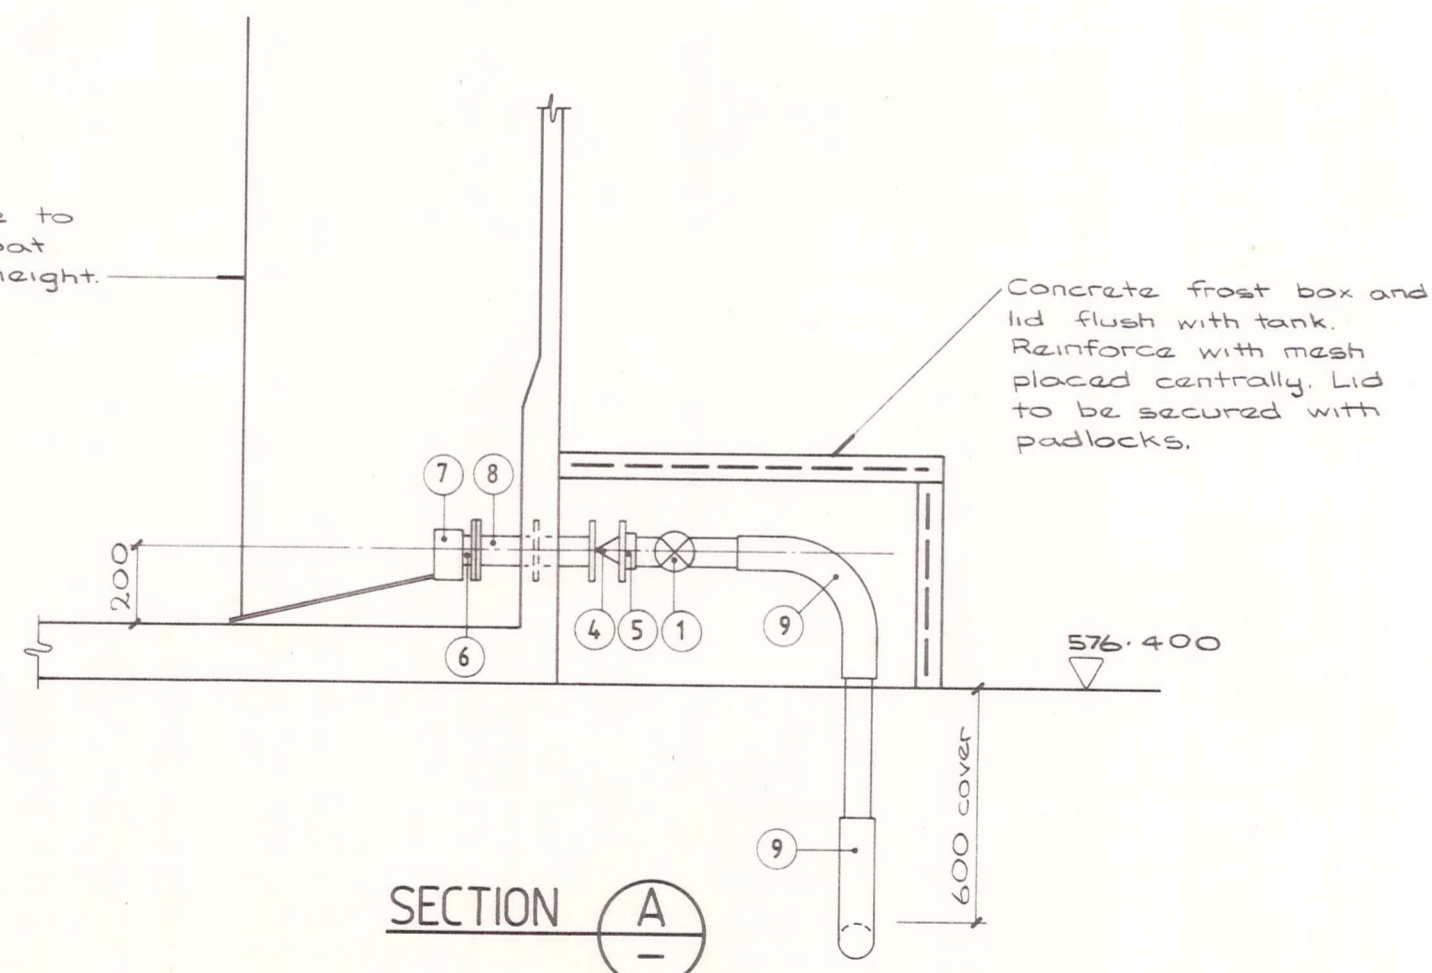 to
height.
Concrete frost box and
lid flush with tank.
Reinforce with mesh
placed centrally. Lid
to be secured with
padlocks.
7 8
200
4 5 1 9
6
576.400
600 cover
9
SECTION A
-